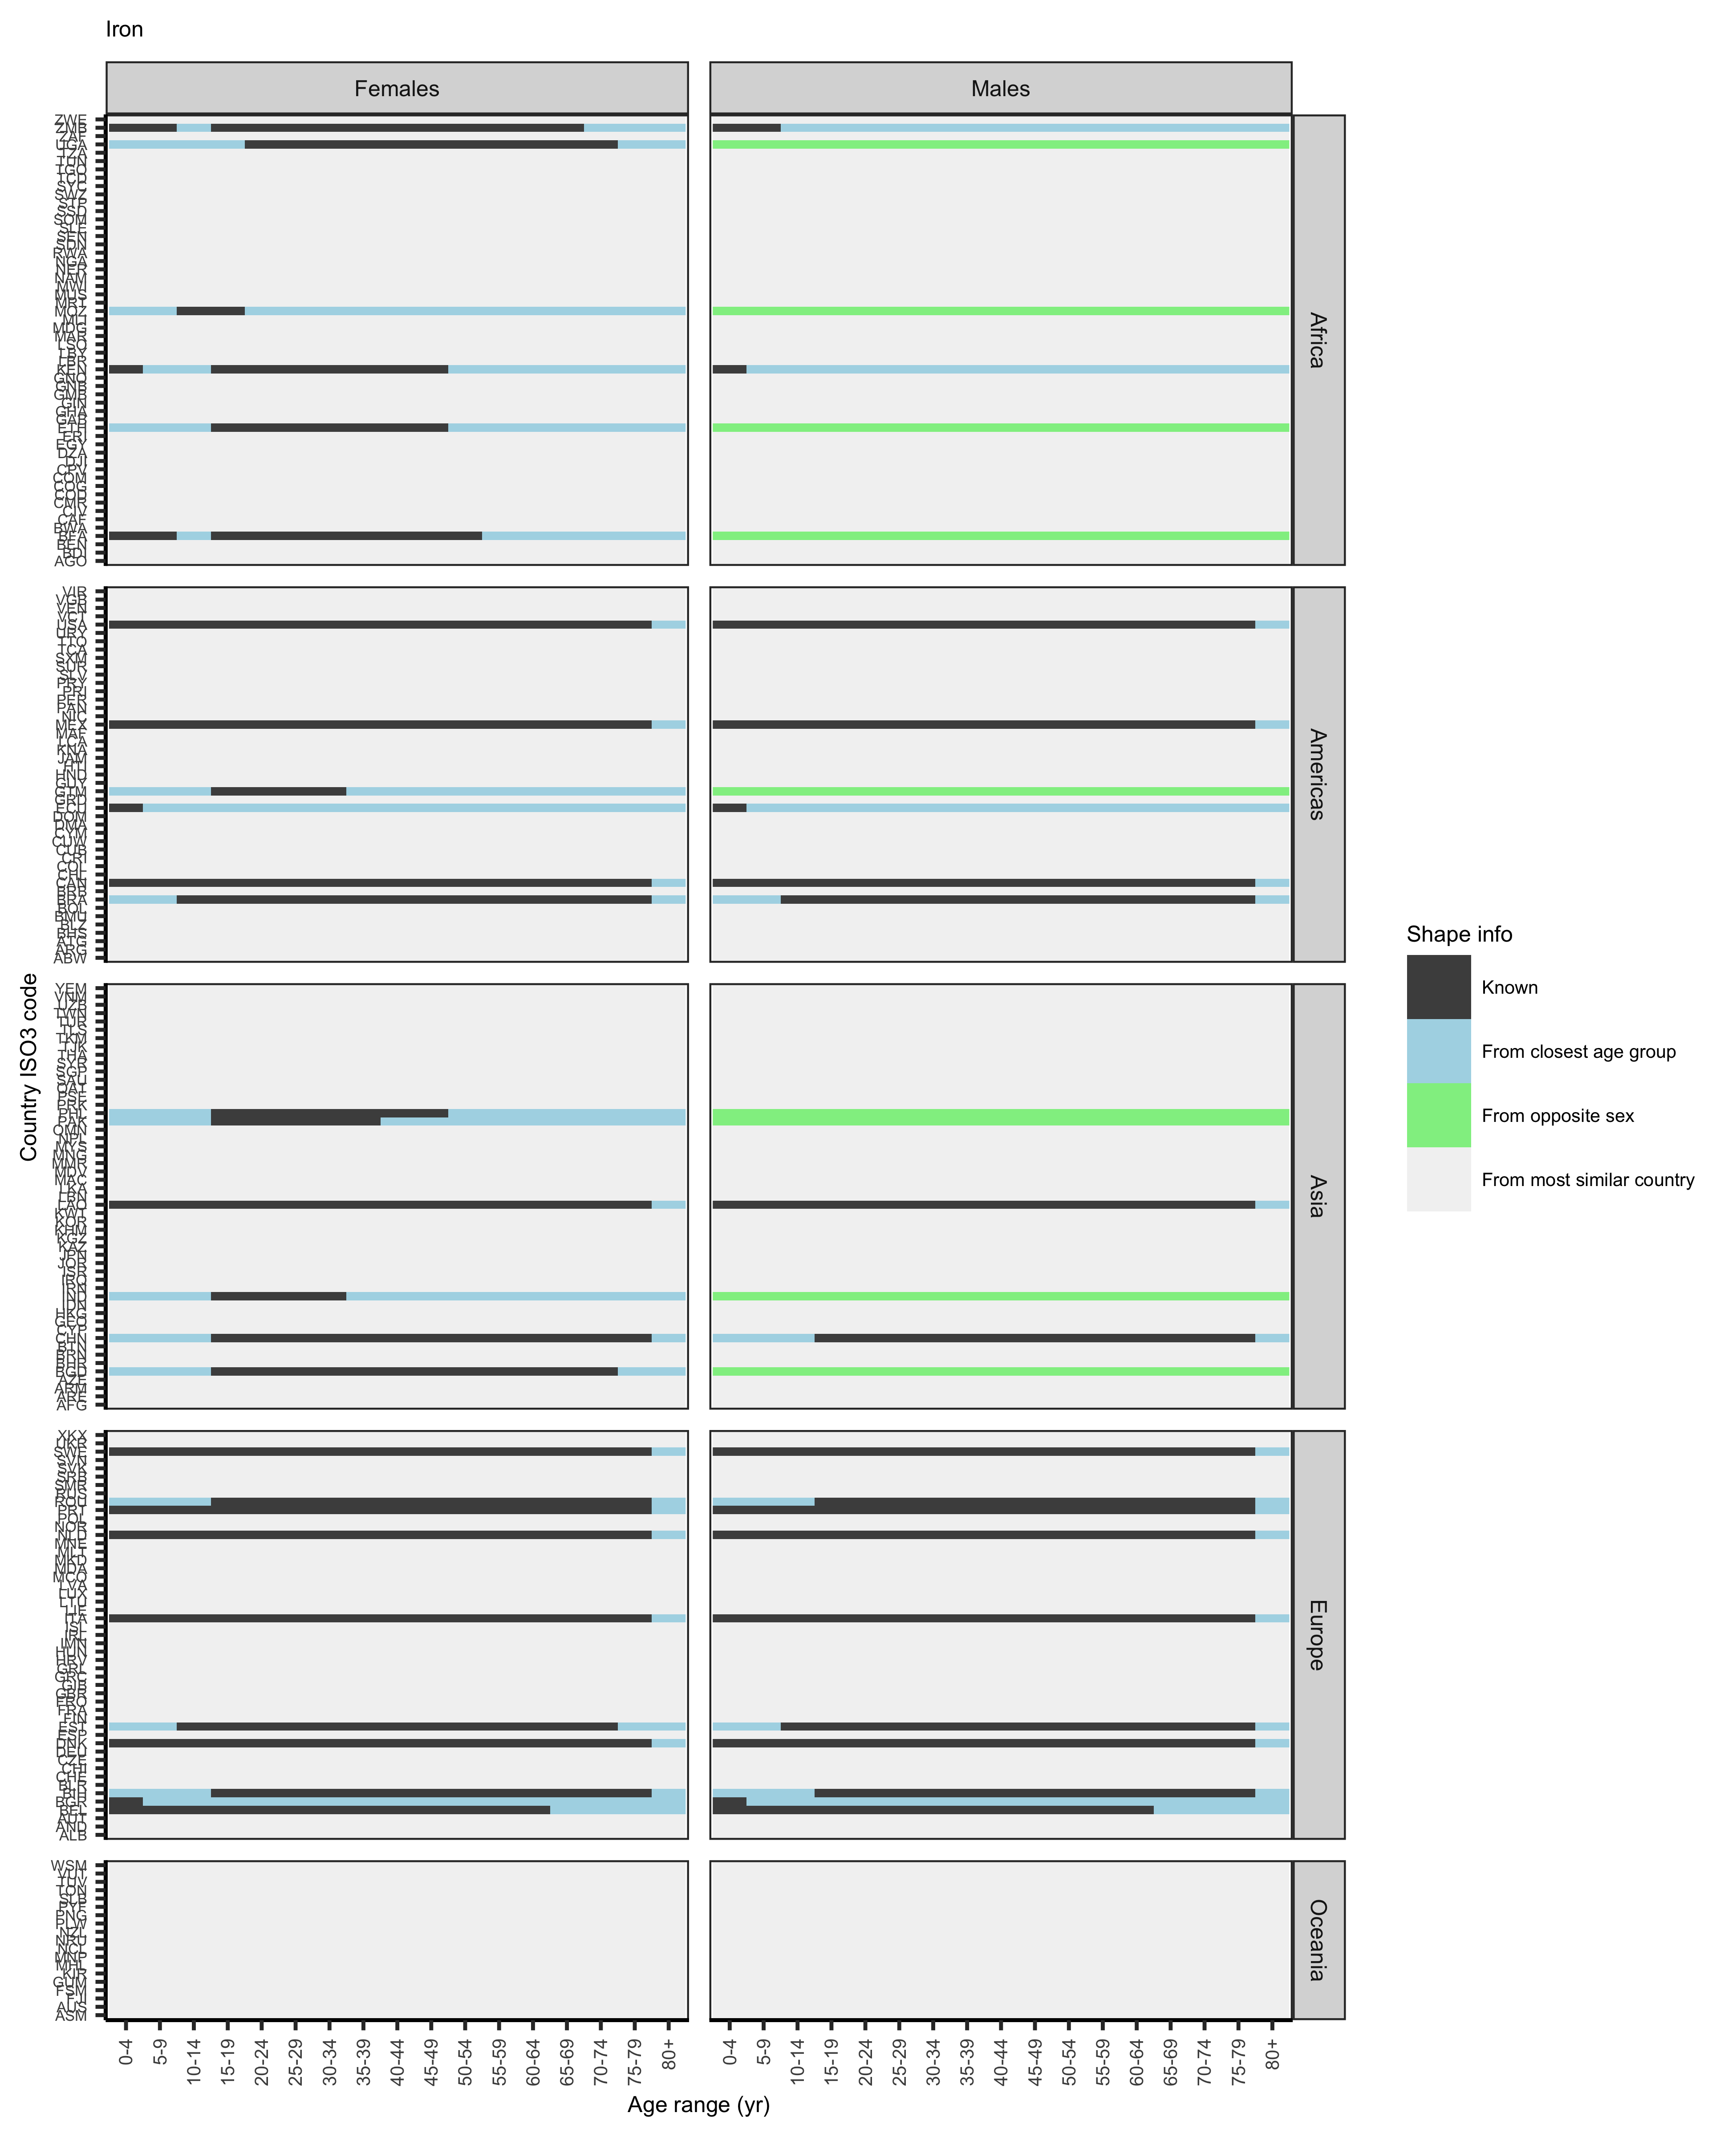 Iron
Females
Males
Country ISO3 code
ZWE
ZMB
ZAF
UGA
TZA
TUN
TGO
TCD
SYC
SWZ
STP
SSD
SOM
SLE
SEN
SDN
RWA
NGA
NER
NAM
MWI
MUS
MRT
MOZ
MLI
MDG
MAR
LSO
LBY
LBR
KEN
GNQ
GNB
GMB
GIN
GHA
GAB
ETH
ERI
EGY
DZA
DJI
CPV
COM
COG
COD
CMR
CIV
CAF
BWA
BFA
BEN
BDI
AGO
Africa
VIR
VGB
VEN
VCT
USA
URY
TTO
TCA
SXM
SUR
SLV
PRY
PRI
PER
PAN
NIC
MEX
MAF
LCA
KNA
JAM
HTI
HND
GUY
GTM
GRD
ECU
DOM
DMA
CYM
CUW
CUB
CRI
COL
CHL
CAN
BRB
BRA
BOL
BMU
BLZ
BHS
ATG
ARG
ABW
Americas
YEM
VNM
UZB
TWN
TUR
TLS
TKM
TJK
THA
SYR
SGP
SAU
QAT
PSE
PRK
PHL
PAK
OMN
NPL
MYS
MNG
MMR
MDV
MAC
LKA
LBN
LAO
KWT
KOR
KHM
KGZ
KAZ
JPN
JOR
ISR
IRQ
IRN
IND
IDN
HKG
GEO
CYP
CHN
BTN
BRN
BHR
BGD
AZE
ARM
ARE
AFG
Asia
XKX
UKR
SWE
SVN
SVK
SRB
SMR
RUS
ROU
PRT
POL
NOR
NLD
MNE
MLT
MKD
MDA
MCO
LVA
LUX
LTU
LIE
ITA
ISL
IRL
IMN
HUN
HRV
GRL
GRC
GIB
GBR
FRO
FRA
FIN
EST
ESP
DNK
DEU
CZE
CHI
CHE
BLR
BIH
BGR
BEL
AUT
AND
ALB
Europe
WSM
VUT
TUV
TON
SLB
PYF
PNG
PLW
NZL
NRU
NCL
MNP
MHL
KIR
GUM
FSM
FJI
AUS
ASM
Oceania
0-4 5-9 10-14 15-19 20-24 25-29 30-34 35-39 40-44 45-49 50-54 55-59 60-64 65-69 70-74 75-79 80+
0-4 5-9 10-14 15-19 20-24 25-29 30-34 35-39 40-44 45-49 50-54 55-59 60-64 65-69 70-74 75-79 80+
Age range (yr)
Shape info
Known
From closest age group
From opposite sex
From most similar country